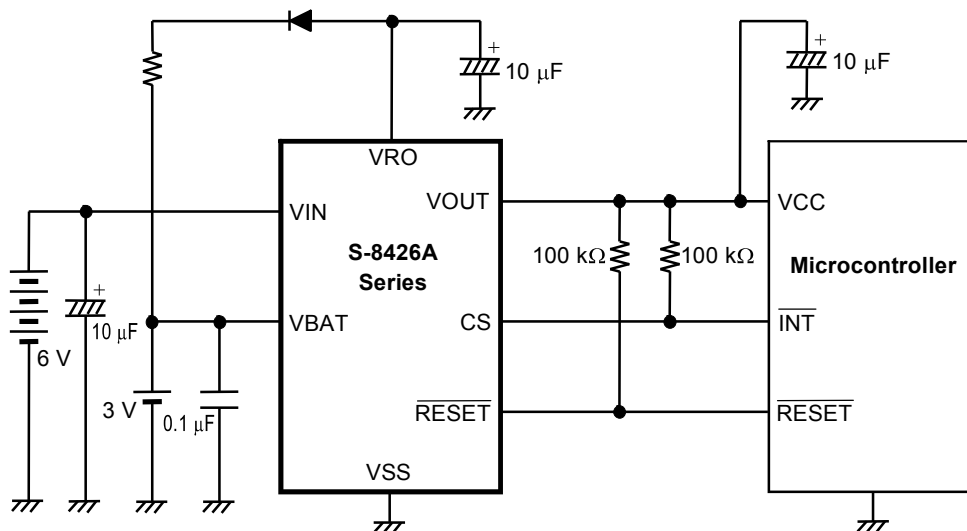 +
10 μF
+
10 μF
VRO
VIN
VOUT
VCC
S-8426A
Series
100 kΩ
100 kΩ
Microcontroller
+
10 μF
VBAT
CS
INT
6 V
3 V
0.1 μF
RESET
RESET
VSS